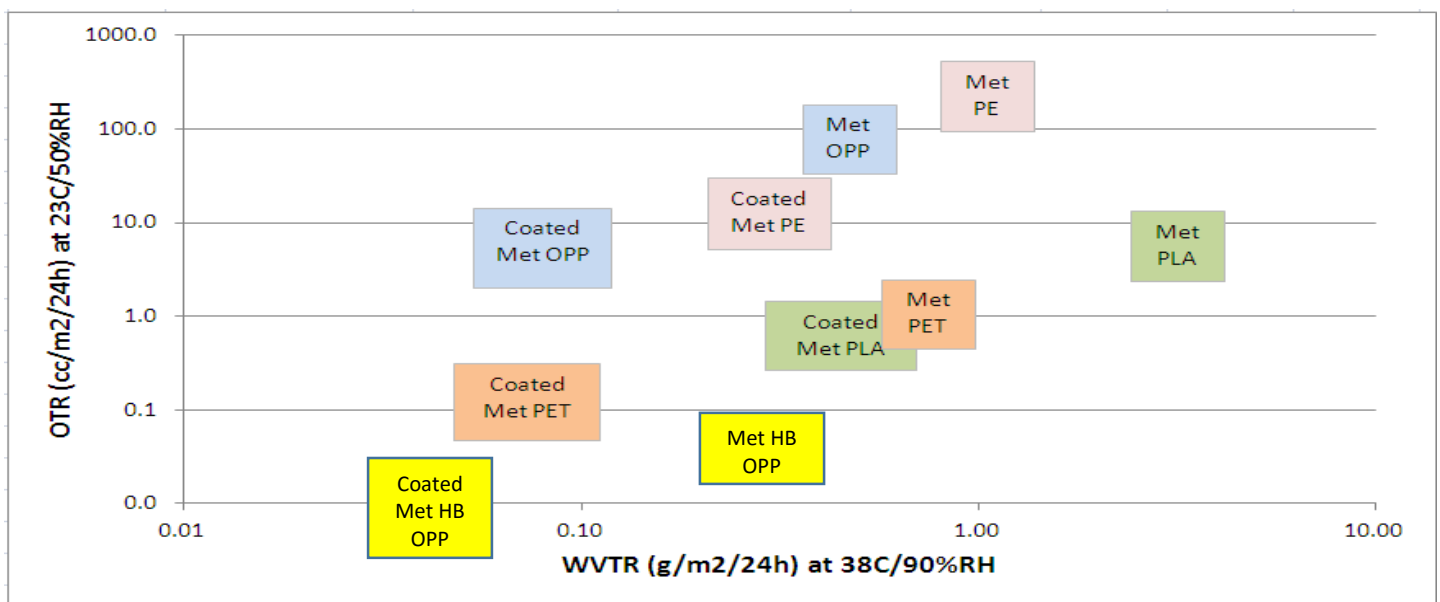 1000.0
Met
PE
100.0
Met
OPP
Coated
Met PE
10.0
Coated
Met OPP
Met
PLA
1.0
Met
PET
Coated
Met PLA
Coated
Met PET
0.1
Met HB
OPP
Coated
Met HB
OPP
0.0
0.01
0.10
1.00
10.00
OTR (cc/m2/24h) at 23C/50%RH
WVTR (g/m2/24h) at 38C/90%RH